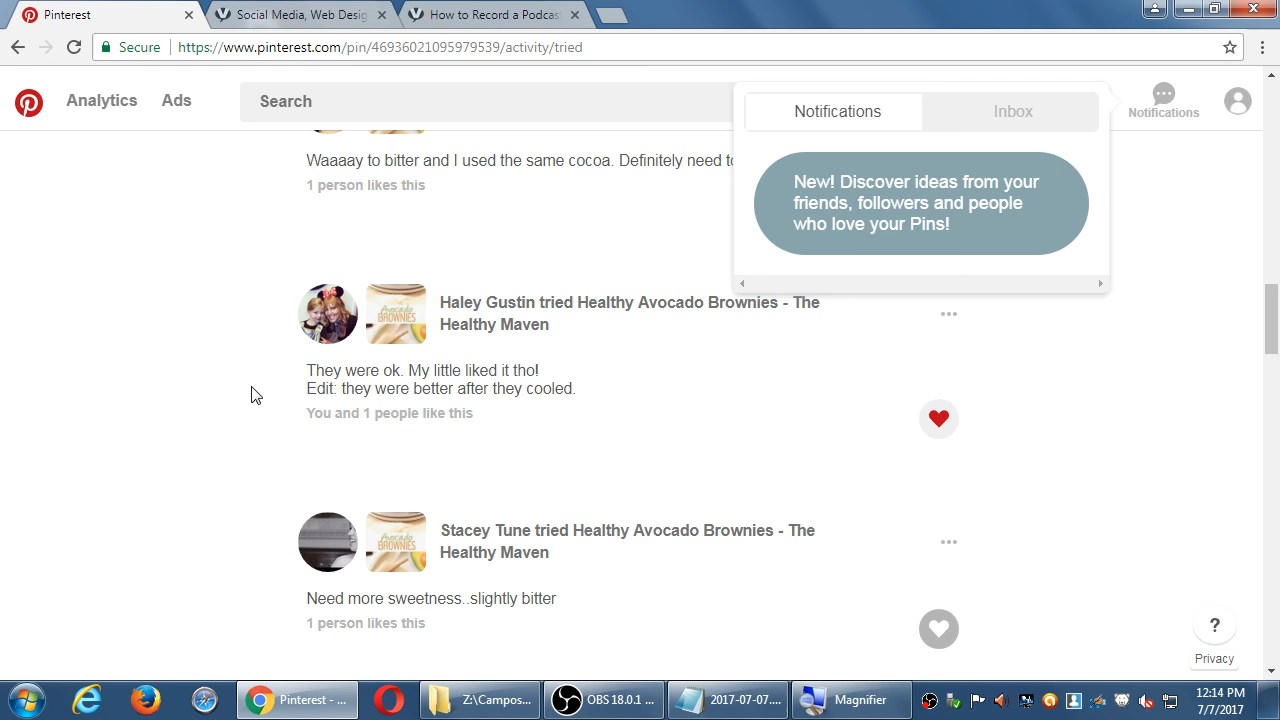 Pinterest
Social Media, Web Desig
How to Record a Podcas
Secure
https://www.pinterest.com/pin/46936021095979539/activity/tried
Analytics
Ads
Search
Notifications
Inbox
Notifications
New! Discover ideas from your
friends, followers and people
who love your Pins!
Waaaay to bitter and I used the same cocoa. Definitely need to
1 person likes this
Haley Gustin tried Healthy Avocado Brownies - The
Healthy Maven
Avocado
BROWNIES
They were ok. My little liked it tho!
Edit: they were better after they cooled.
You and 1 people like this
Stacey Tune tried Healthy Avocado Brownies - The
Healthy Maven
Avocado
BROWNIES
Need more sweetness..slightly bitter
1 person likes this
?
Privacy
Pinterest - ...
Z:\Campos...
OBS 18.0.1 ...
2017-07-07....
Magnifier
12:14 PM
7/7/2017